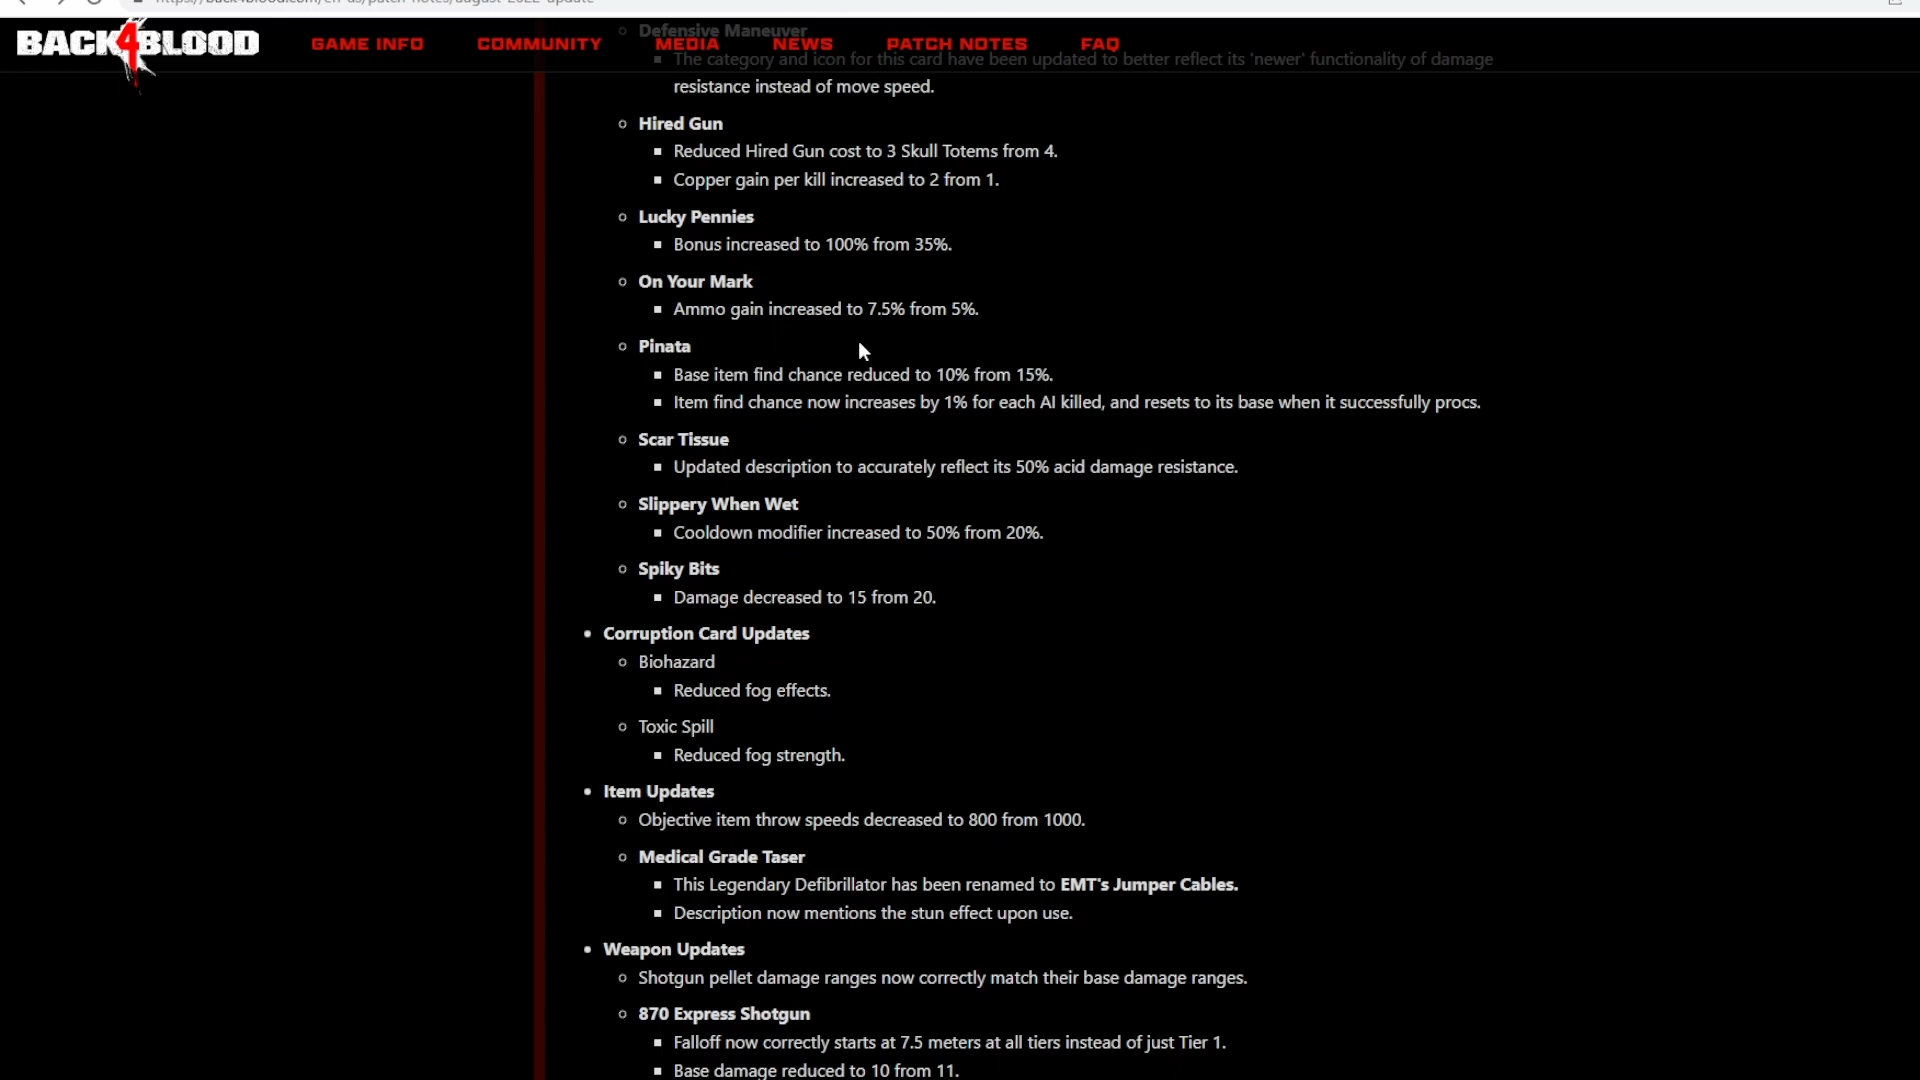 BACK4BLOOD
GAME INFO
COMMUNITY
MEDIA
NEWS
PATCH NOTES
FAQ
Defensive Maneuver
The category and icon for this card have been updated to better reflect its 'newer' functionality of damage
resistance instead of move speed.
Hired Gun
Reduced Hired Gun cost to 3 Skull Totems from 4.
Copper gain per kill increased to 2 from 1.
Lucky Pennies
Bonus increased to 100% from 35%.
On Your Mark
Ammo gain increased to 7.5% from 5%.
Pinata
Base item find chance reduced to 10% from 15%.
Item find chance now increases by 1% for each AI killed, and resets to its base when it successfully procs.
Scar Tissue
Updated description to accurately reflect its 50% acid damage resistance.
Slippery When Wet
Cooldown modifier increased to 50% from 20%.
Spiky Bits
Damage decreased to 15 from 20.
Corruption Card Updates
Biohazard
Reduced fog effects.
Toxic Spill
Reduced fog strength.
Item Updates
Objective item throw speeds decreased to 800 from 1000.
Medical Grade Taser
This Legendary Defibrillator has been renamed to EMT's Jumper Cables.
Description now mentions the stun effect upon use.
Weapon Updates
Shotgun pellet damage ranges now correctly match their base damage ranges.
870 Express Shotgun
Falloff now correctly starts at 7.5 meters at all tiers instead of just Tier 1.
Base damage reduced to 10 from 11.